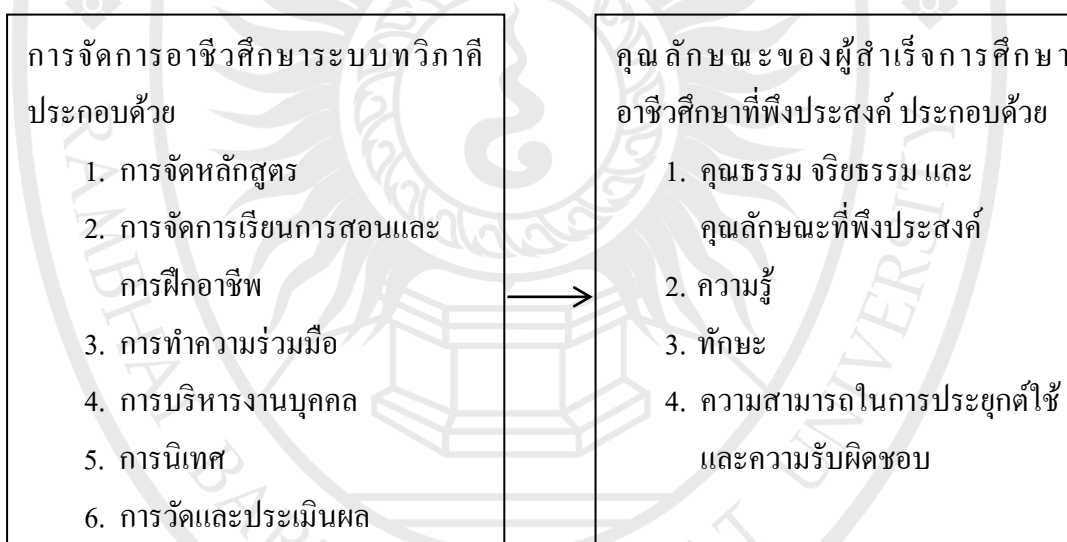 การจัดการอาชีวศึกษาระบบทวิภาคี
ประกอบด้วย
1. การจัดหลักสูตร
2. การจัดการเรียนการสอนและ
การฝึกอาชีพ
3. การทำความร่วมมือ
4. การบริหารงานบุคคล
5. การนิเทศ
6. การวัดและประเมินผล
คุณลักษณะของผู้สำเร็จการศึกษา
อาชีวศึกษาที่พึงประสงค์ ประกอบด้วย
1. คุณธรรม จริยธรรม และ
คุณลักษณะที่พึงประสงค์
2. ความรู้
3. ทักษะ
4. ความสามารถในการประยุกต์ใช้
และความรับผิดชอบ
UNIVERSITY